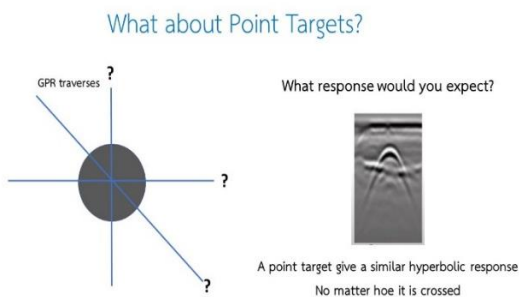 What about Point Targets?
GPR traverses
?
What response would you expect?
?
?
A point target give a similar hyperbolic response
No matter hoe it is crossed